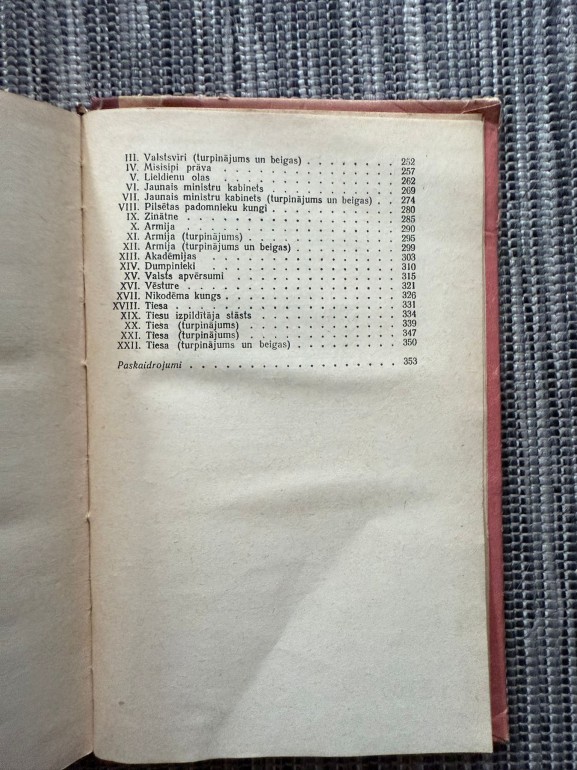 III. Valstsvīri (turpinājums un beigas) . . . . . . . . . 252
IV. Misisipi prāva . . . . . . . . . . . . . . . 257
V. Lieldienu olas . . . . . . . . . . . . . . . 262
VI. Jaunais ministru kabinets . . . . . . . . . . . 269
VII. Jaunais ministru kabinets (turpinājums un beigas) . . . 274
VIII. Pilsētas padomnieku kungi . . . . . . . . . . . 280
IX. Zinātne . . . . . . . . . . . . . . . . . 285
X. Armija . . . . . . . . . . . . . . . . . 290
XI. Armija (turpinājums) . . . . . . . . . . . . . 295
XII. Armija (turpinājums un beigas) . . . . . . . . . 299
XIII. Akadēmijas . . . . . . . . . . . . . . . . 303
XIV. Dumpinieki . . . . . . . . . . . . . . . . 310
XV. Valsts apvērsumi . . . . . . . . . . . . . . 315
XVI. Vēsture . . . . . . . . . . . . . . . . . 321
XVII. Nikodēma kungs . . . . . . . . . . . . . . 326
XVIII. Tiesa . . . . . . . . . . . . . . . . . . 331
XIX. Tiesu izpildītāja stāsts . . . . . . . . . . . . 334
XX. Tiesa (turpinājums) . . . . . . . . . . . . . 339
XXI. Tiesa (turpinājums) . . . . . . . . . . . . . 347
XXII. Tiesa (turpinājums un beigas) . . . . . . . . . 350
Paskaidrojumi . . . . . . . . . . . . . . . . . 353